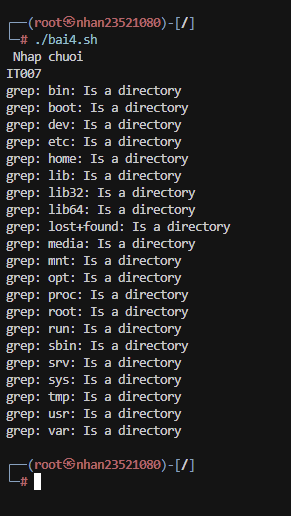 ┌──(root㉿nhan23521080)-[/]
└─# ./bai4.sh
 Nhap chuoi
IT007
grep: bin: Is a directory
grep: boot: Is a directory
grep: dev: Is a directory
grep: etc: Is a directory
grep: home: Is a directory
grep: lib: Is a directory
grep: lib32: Is a directory
grep: lib64: Is a directory
grep: lost+found: Is a directory
grep: media: Is a directory
grep: mnt: Is a directory
grep: opt: Is a directory
grep: proc: Is a directory
grep: root: Is a directory
grep: run: Is a directory
grep: sbin: Is a directory
grep: srv: Is a directory
grep: sys: Is a directory
grep: tmp: Is a directory
grep: usr: Is a directory
grep: var: Is a directory
┌──(root㉿nhan23521080)-[/]
└─#